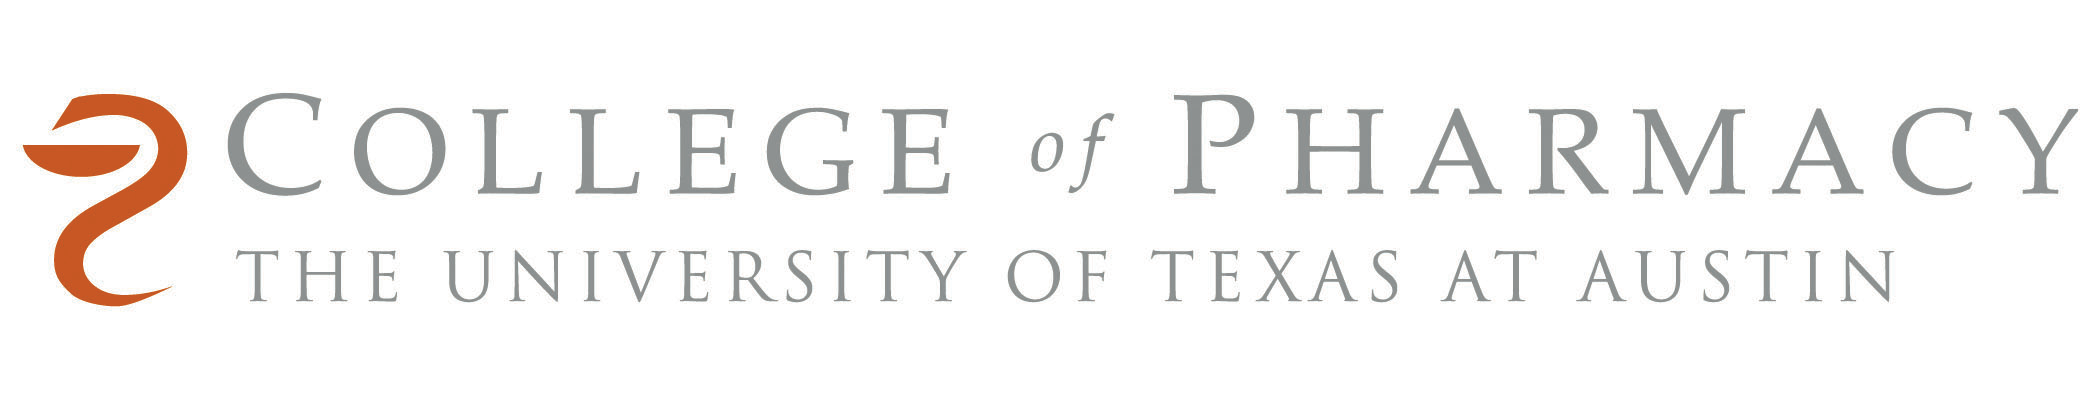 COLLEGE of PHARMACY
THE UNIVERSITY OF TEXAS AT AUSTIN